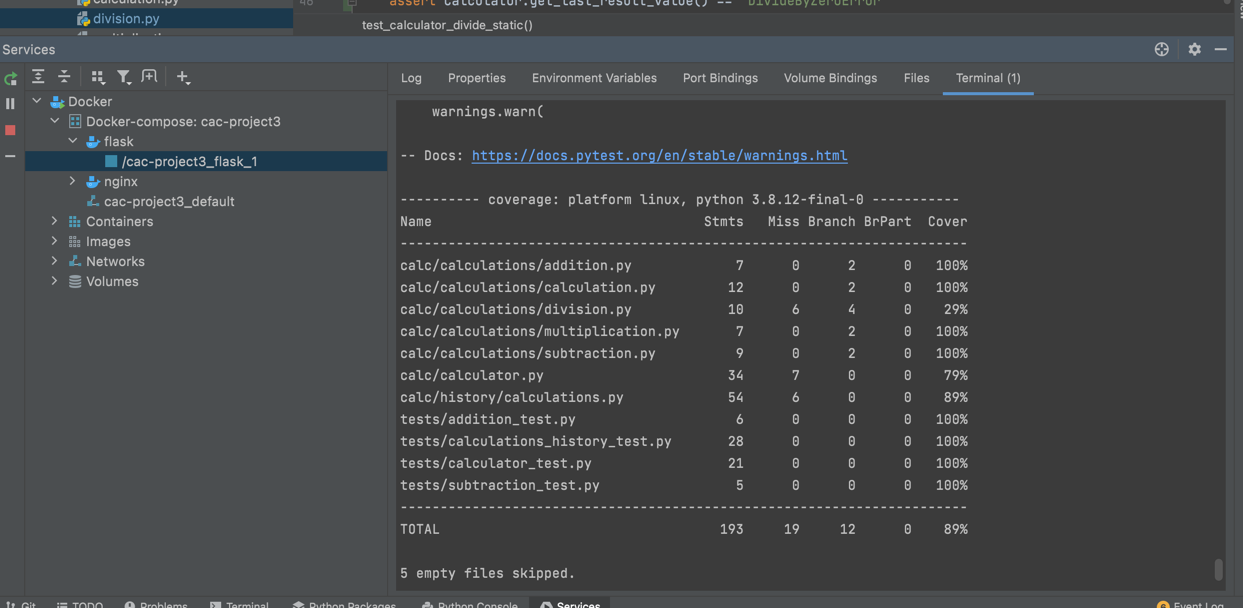 calculation.py
48
assert Calculator.get_last_result_value() == "DivideByZeroError"
division.py
test_calculator_divide_static()
Services
Log Properties Environment Variables Port Bindings Volume Bindings Files Terminal (1)
Docker
Docker-compose: cac-project3
flask
/cac-project3_flask_1
nginx
cac-project3_default
Containers
Images
Networks
Volumes
warnings.warn(
-- Docs: https://docs.pytest.org/en/stable/warnings.html
---------- coverage: platform linux, python 3.8.12-final-0 -----------
Name Stmts Miss Branch BrPart Cover
-----------------------------------------------------------------------
calc/calculations/addition.py 7 0 2 0 100%
calc/calculations/calculation.py 12 0 2 0 100%
calc/calculations/division.py 10 6 4 0 29%
calc/calculations/multiplication.py 7 0 2 0 100%
calc/calculations/subtraction.py 9 0 2 0 100%
calc/calculator.py 34 7 0 0 79%
calc/history/calculations.py 54 6 0 0 89%
tests/addition_test.py 6 0 0 0 100%
tests/calculations_history_test.py 28 0 0 0 100%
tests/calculator_test.py 21 0 0 0 100%
tests/subtraction_test.py 5 0 0 0 100%
-----------------------------------------------------------------------
TOTAL 193 19 12 0 89%
5 empty files skipped.
Git TODO Problems Terminal Python Packages Python Console Services 6 Event Log